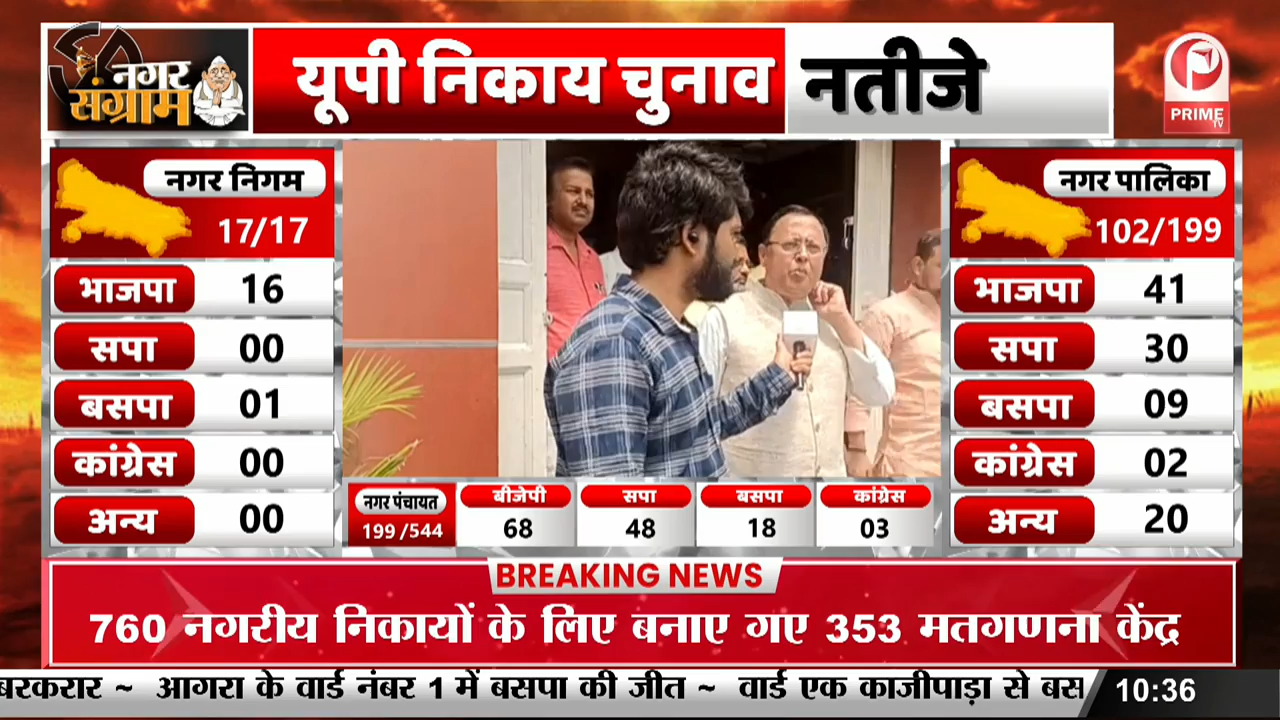 नगर संग्राम
यूपी निकाय चुनाव नतीजे
PRIME TV
नगर निगम
17/17
भाजपा 16
सपा 00
बसपा 01
कांग्रेस 00
अन्य 00
नगर पालिका
102/199
भाजपा 41
सपा 30
बसपा 09
कांग्रेस 02
अन्य 20
नगर पंचायत
199/544
बीजेपी 68
सपा 48
बसपा 18
कांग्रेस 03
BREAKING NEWS
760 नगरीय निकायों के लिए बनाए गए 353 मतगणना केंद्र
बरकरार ~ आगरा के वार्ड नंबर 1 में बसपा की जीत ~ वार्ड एक काजीपाड़ा से बस
10:36